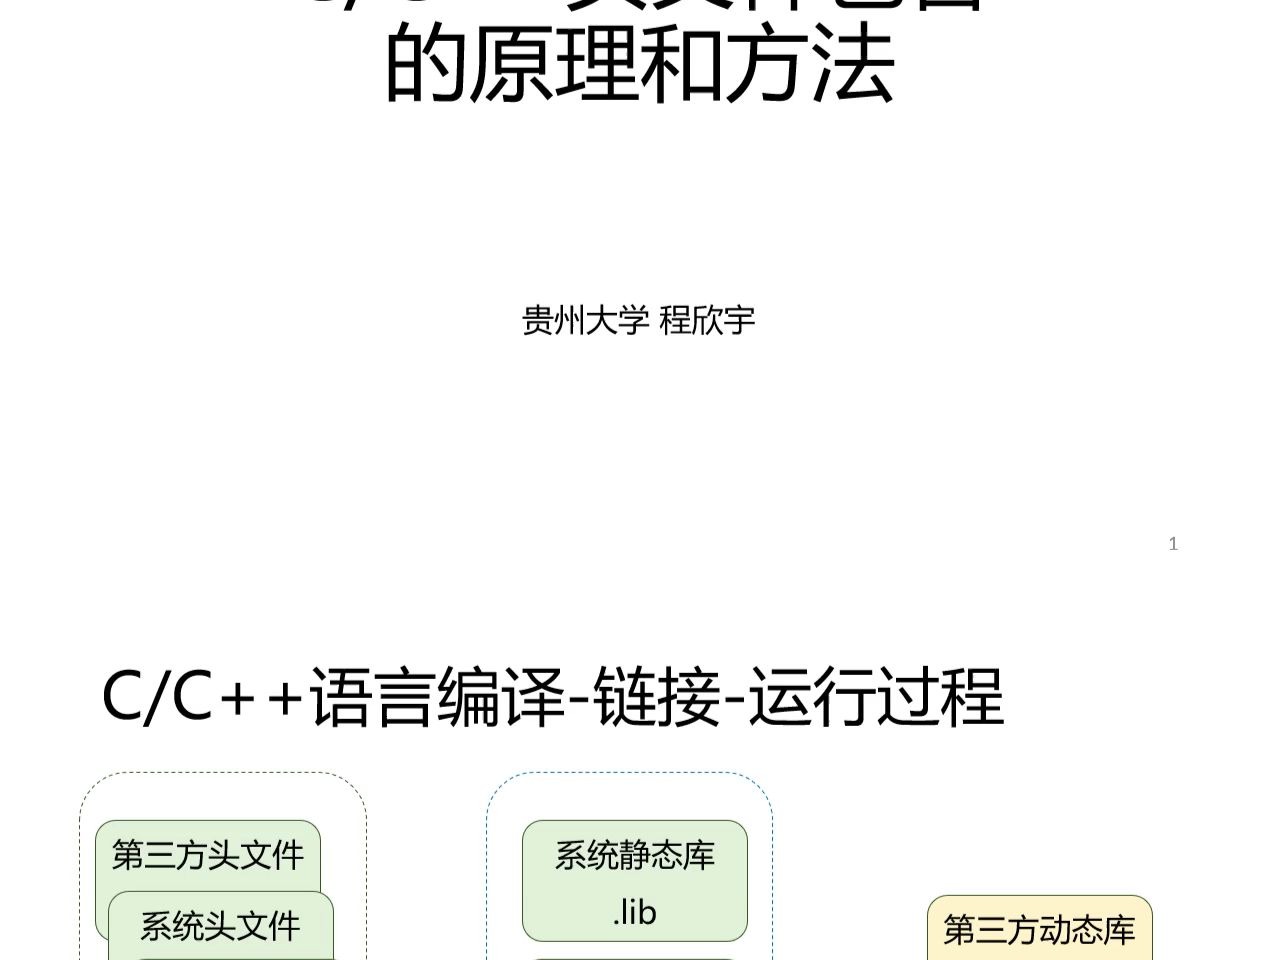 的原理和方法
贵州大学 程欣宇
1
C/C++语言编译-链接-运行过程
第三方头文件
系统头文件
系统静态库
.lib
第三方动态库